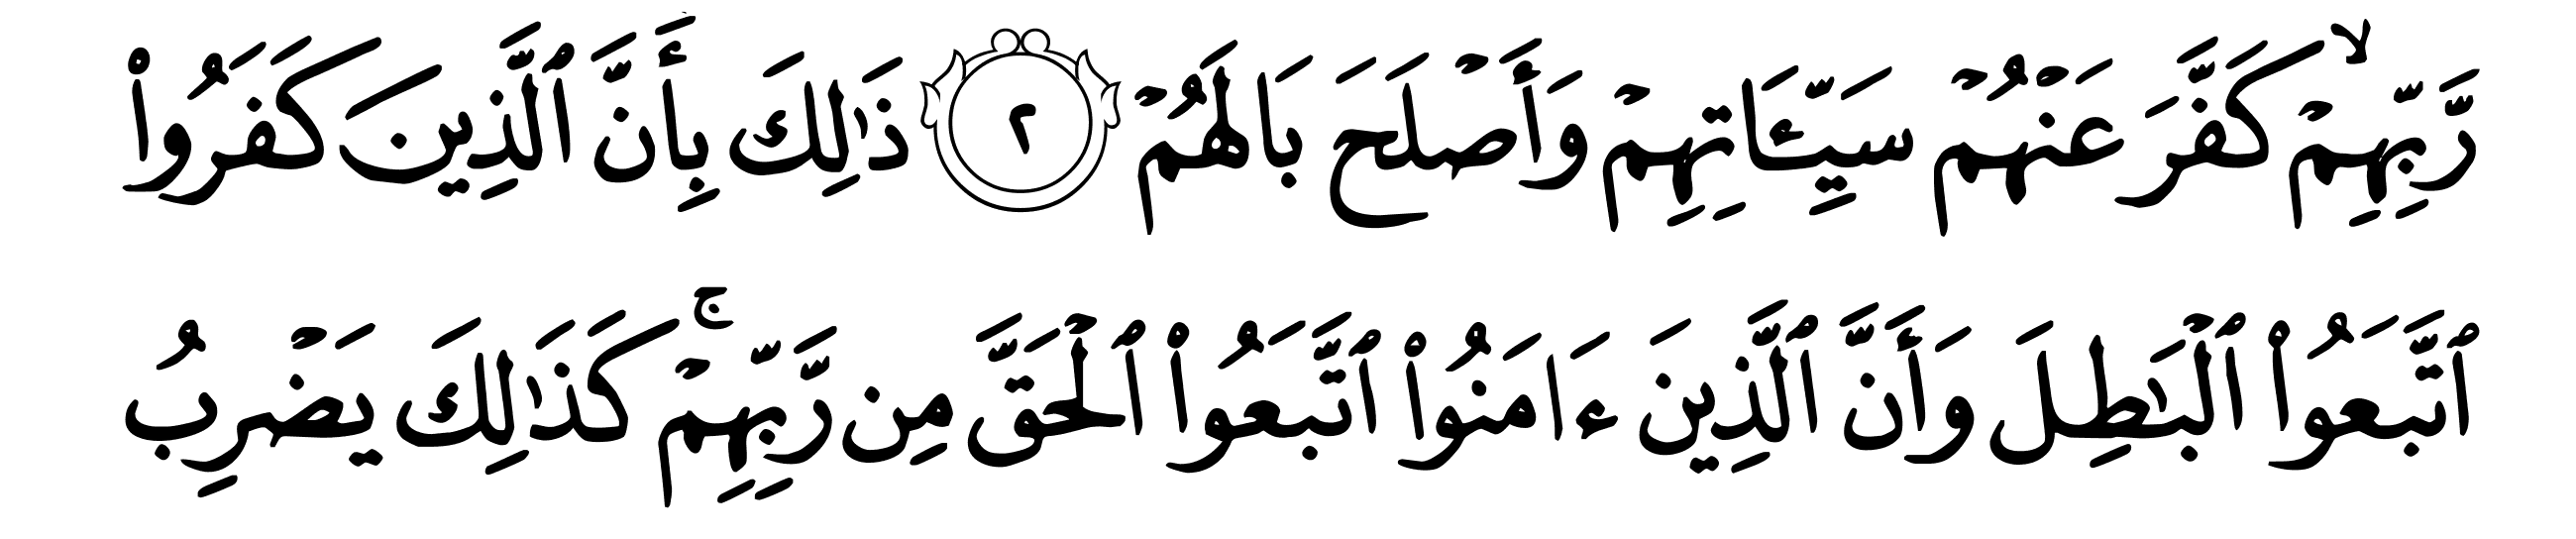 رَّبِّهِمۡ ۙ كَفَّرَ عَنۡهُمۡ سَيِّـَٔاتِهِمۡ وَأَصۡلَحَ بَالَهُمۡ ٢ ذَٰلِكَ بِأَنَّ ٱلَّذِينَ كَفَرُواْ
ٱتَّبَعُواْ ٱلۡبَٰطِلَ وَأَنَّ ٱلَّذِينَ ءَامَنُواْ ٱتَّبَعُواْ ٱلۡحَقَّ مِن رَّبِّهِمۡۚ كَذَٰلِكَ يَضۡرِبُ